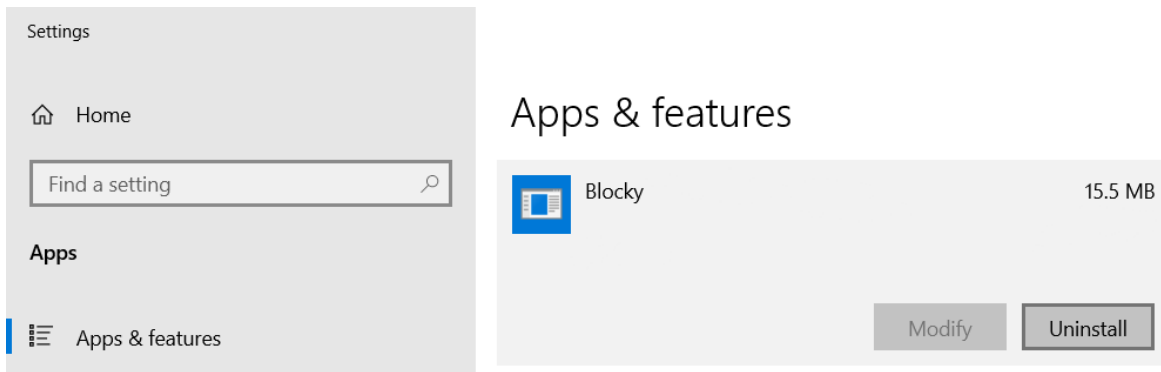 Settings
Home
Find a setting
Apps
Apps & features
Apps & features
Blocky
15.5 MB
Modify
Uninstall